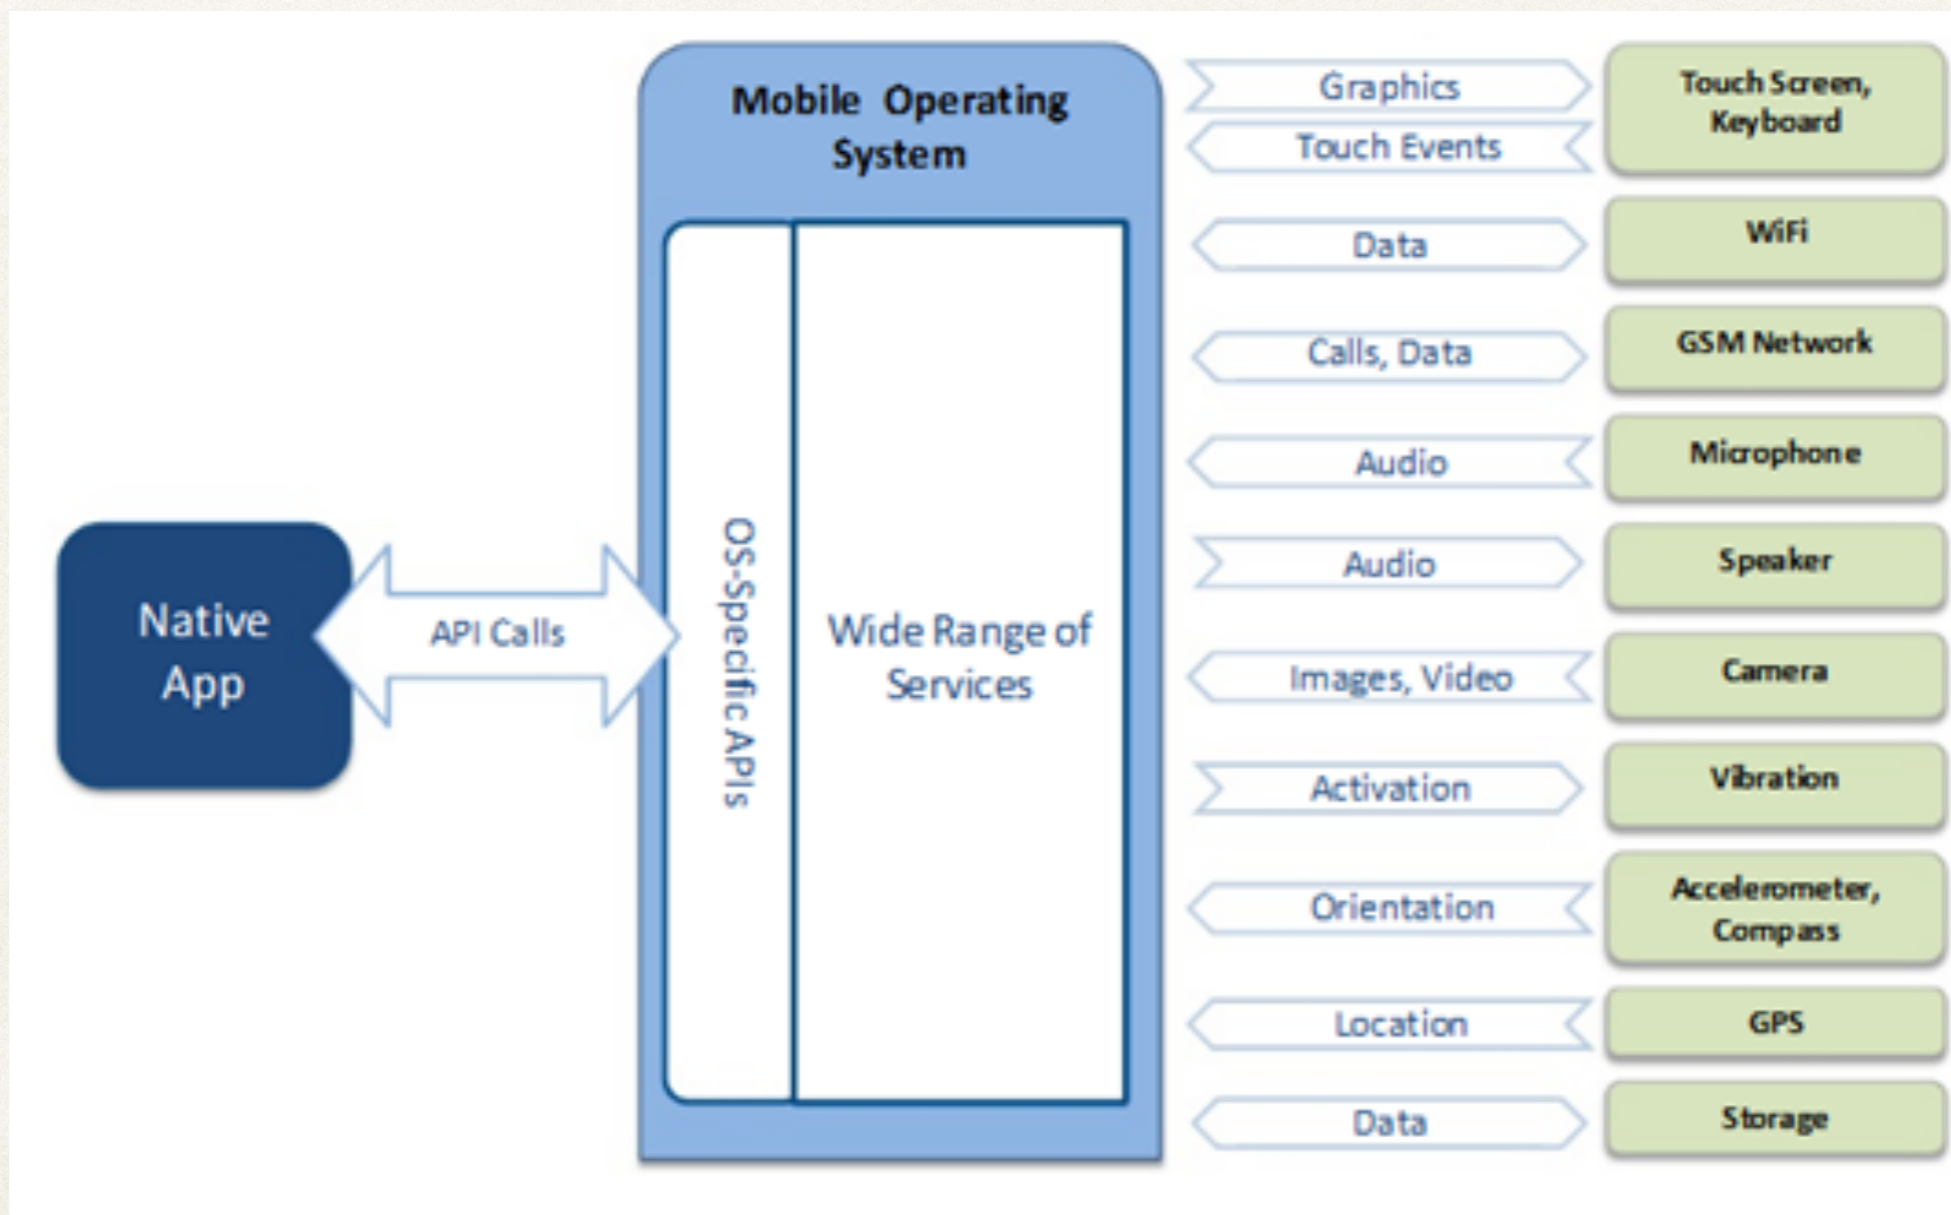 Mobile Operating
System
Native
App
API Calls
OS-Specific APIs
Wide Range of
Services
Graphics
Touch Events
Touch Screen,
Keyboard
Data
WiFi
Calls, Data
GSM Network
Audio
Microphone
Audio
Speaker
Images, Video
Camera
Activation
Vibration
Orientation
Accelerometer,
Compass
Location
GPS
Data
Storage